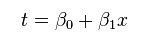 t = β₀ + β₁x